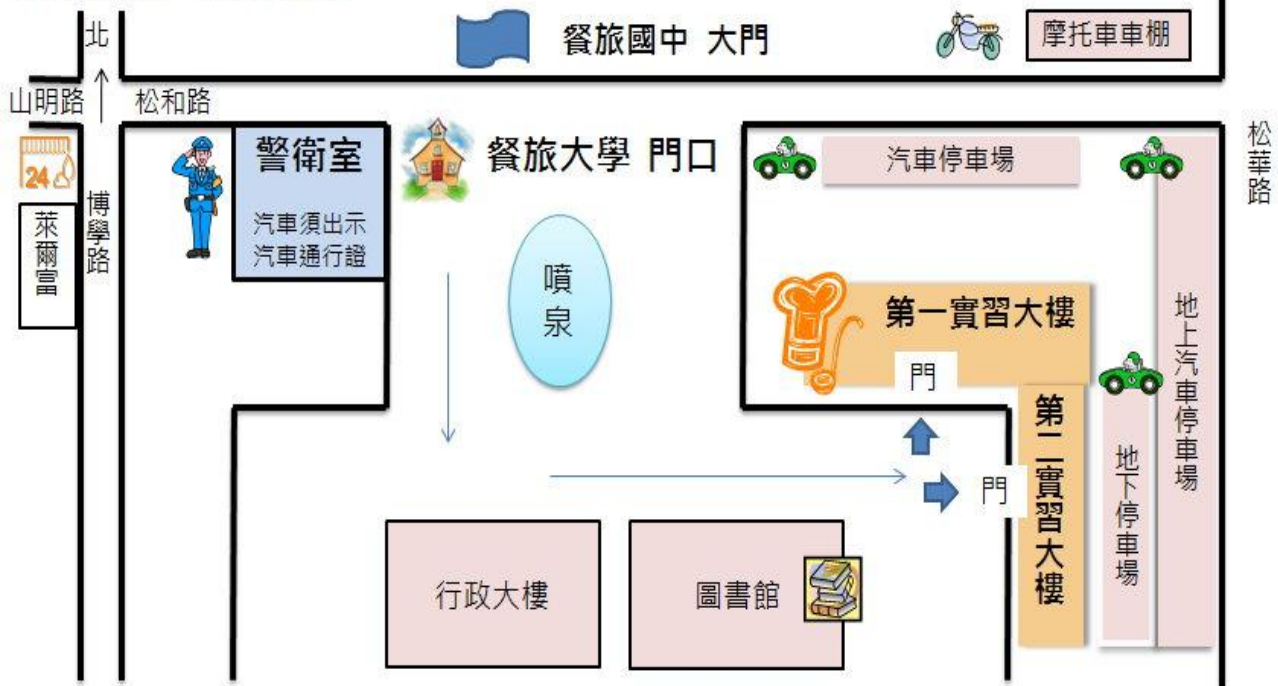 北
餐旅國中 大門
摩托車車棚
山明路
松和路
松華路
24
萊爾富
博學路
警衛室
汽車須出示
汽車通行證
餐旅大學 門口
汽車停車場
噴泉
第一實習大樓
門
地上汽車停車場
第二實習大樓
門
地下停車場
行政大樓
圖書館